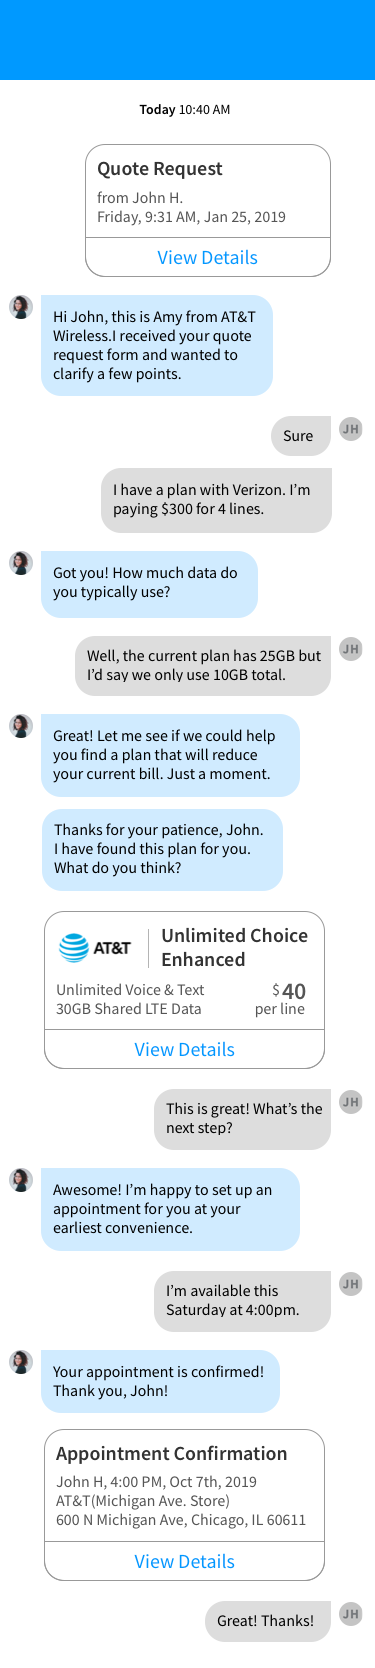 Today 10:40 AM
Quote Request
from John H.
Friday, 9:31 AM, Jan 25, 2019
View Details
Hi John, this is Amy from AT&T
Wireless.I received your quote
request form and wanted to
clarify a few points.
Sure
JH
I have a plan with Verizon. I’m
paying $300 for 4 lines.
Got you! How much data do
you typically use?
Well, the current plan has 25GB but
I’d say we only use 10GB total.
JH
Great! Let me see if we could help
you find a plan that will reduce
your current bill. Just a moment.
Thanks for your patience, John.
I have found this plan for you.
What do you think?
AT&T
Unlimited Choice
Enhanced
Unlimited Voice & Text
30GB Shared LTE Data
$40
per line
View Details
This is great! What’s the
next step?
JH
Awesome! I’m happy to set up an
appointment for you at your
earliest convenience.
I’m available this
Saturday at 4:00pm.
JH
Your appointment is confirmed!
Thank you, John!
Appointment Confirmation
John H, 4:00 PM, Oct 7th, 2019
AT&T(Michigan Ave. Store)
600 N Michigan Ave, Chicago, IL 60611
View Details
Great! Thanks!
JH